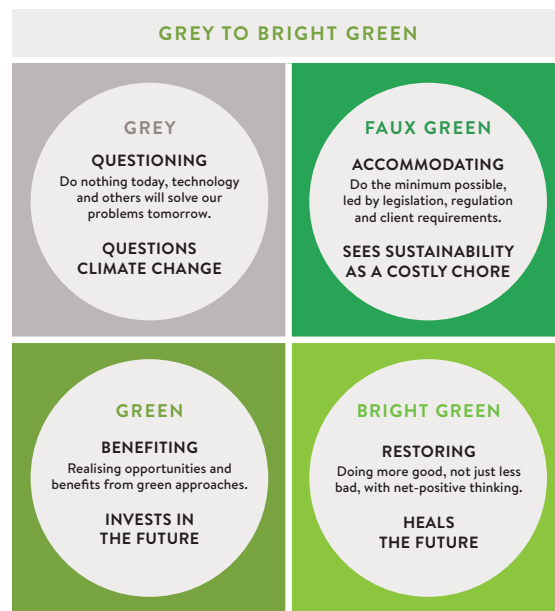 GREY TO BRIGHT GREEN
GREY
QUESTIONING
Do nothing today, technology
and others will solve our
problems tomorrow.
QUESTIONS
CLIMATE CHANGE
FAUX GREEN
ACCOMMODATING
Do the minimum possible,
led by legislation, regulation
and client requirements.
SEES SUSTAINABILITY
AS A COSTLY CHORE
GREEN
BENEFITING
Realising opportunities and
benefits from green approaches.
INVESTS IN
THE FUTURE
BRIGHT GREEN
RESTORING
Doing more good, not just less
bad, with net-positive thinking.
HEALS
THE FUTURE